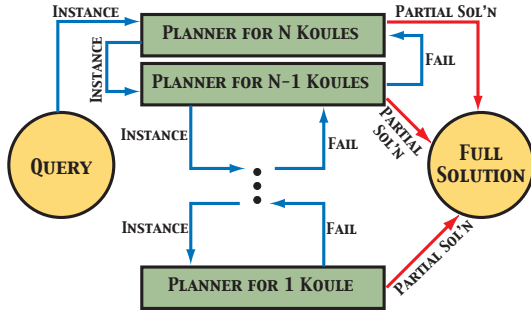 INSTANCE
PARTIAL SOL'N
PLANNER FOR N KOULES
INSTANCE
FAIL
PLANNER FOR N-1 KOULES
INSTANCE
FAIL
PARTIAL
SOL'N
QUERY
FULL
SOLUTION
INSTANCE
FAIL
PARTIAL SOL'N
PLANNER FOR 1 KOULE